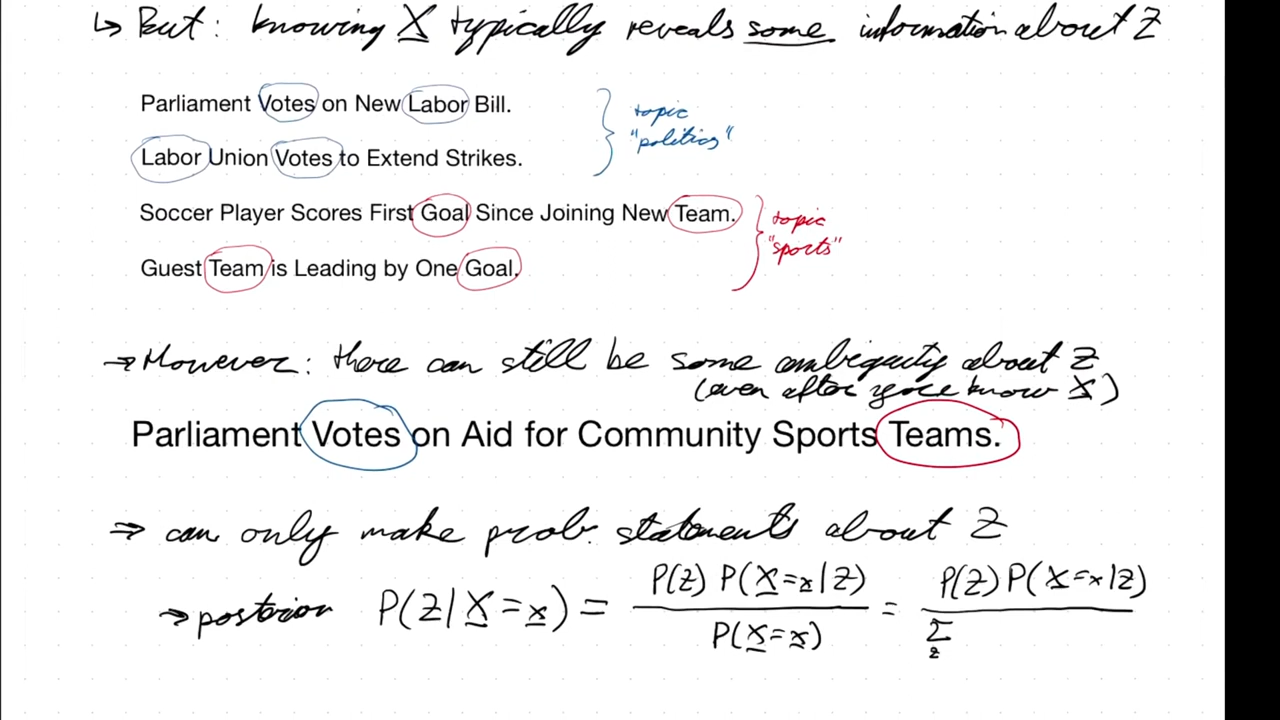 ↳ But: knowing X typically reveals some information about Z
Parliament Votes on New Labor Bill.
topic
"politics"
Labor Union Votes to Extend Strikes.
Soccer Player Scores First Goal Since Joining New Team.
topic
"sports"
Guest Team is Leading by One Goal.
→ However: there can still be some ambiguity about Z
(even after you know X)
Parliament Votes on Aid for Community Sports Teams.
⇒ can only make prob. statements about Z
→ posterior P(Z|X=x) = P(Z) P(X=x|Z) / P(X=x) = P(Z) P(X=x|Z) / Σ_z